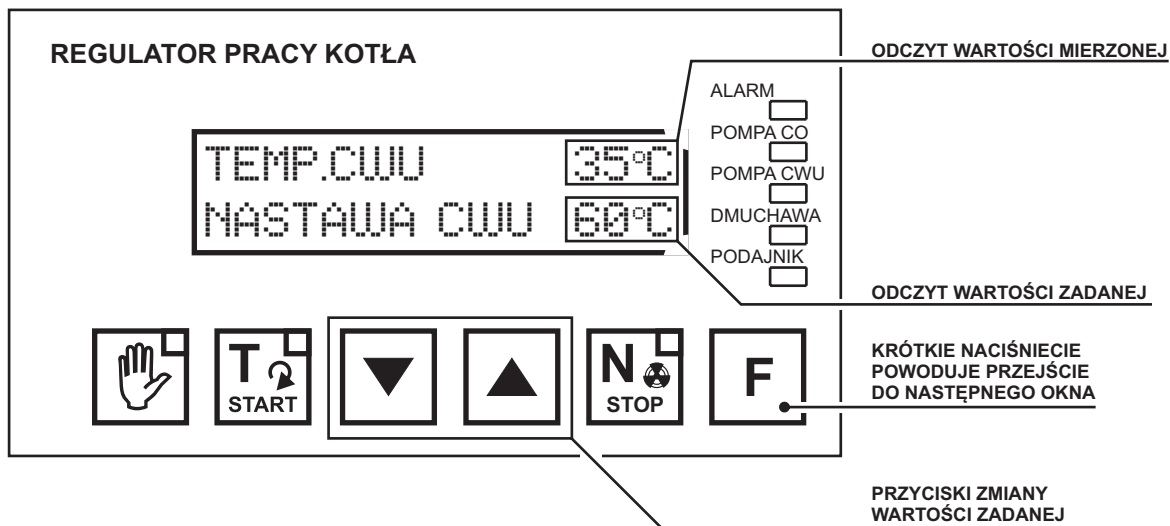 REGULATOR PRACY KOTŁA
ODCZYT WARTOŚCI MIERZONEJ
ALARM
POMPA CO
POMPA CWU
DMUCHAWA
PODAJNIK
TEMP.CWU 35°C
NASTAWA CWU 60°C
ODCZYT WARTOŚCI ZADANEJ
T
START
N
STOP
F
KRÓTKIE NACIŚNIECIE
POWODUJE PRZEJŚCIE
DO NASTĘPNEGO OKNA
PRZYCISKI ZMIANY
WARTOŚCI ZADANEJ